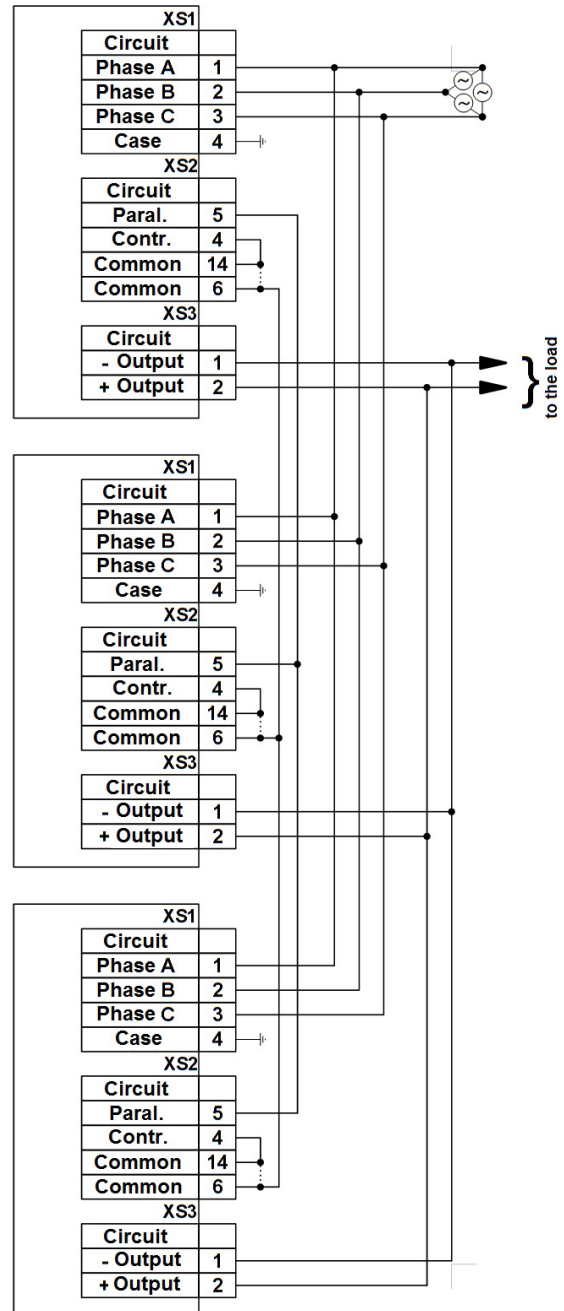 XS1
Circuit
Phase A 1
Phase B 2
Phase C 3
Case 4
XS2
Circuit
Paral. 5
Contr. 4
Common 14
Common 6
XS3
Circuit
- Output 1
+ Output 2
} to the load
XS1
Circuit
Phase A 1
Phase B 2
Phase C 3
Case 4
XS2
Circuit
Paral. 5
Contr. 4
Common 14
Common 6
XS3
Circuit
- Output 1
+ Output 2
XS1
Circuit
Phase A 1
Phase B 2
Phase C 3
Case 4
XS2
Circuit
Paral. 5
Contr. 4
Common 14
Common 6
XS3
Circuit
- Output 1
+ Output 2